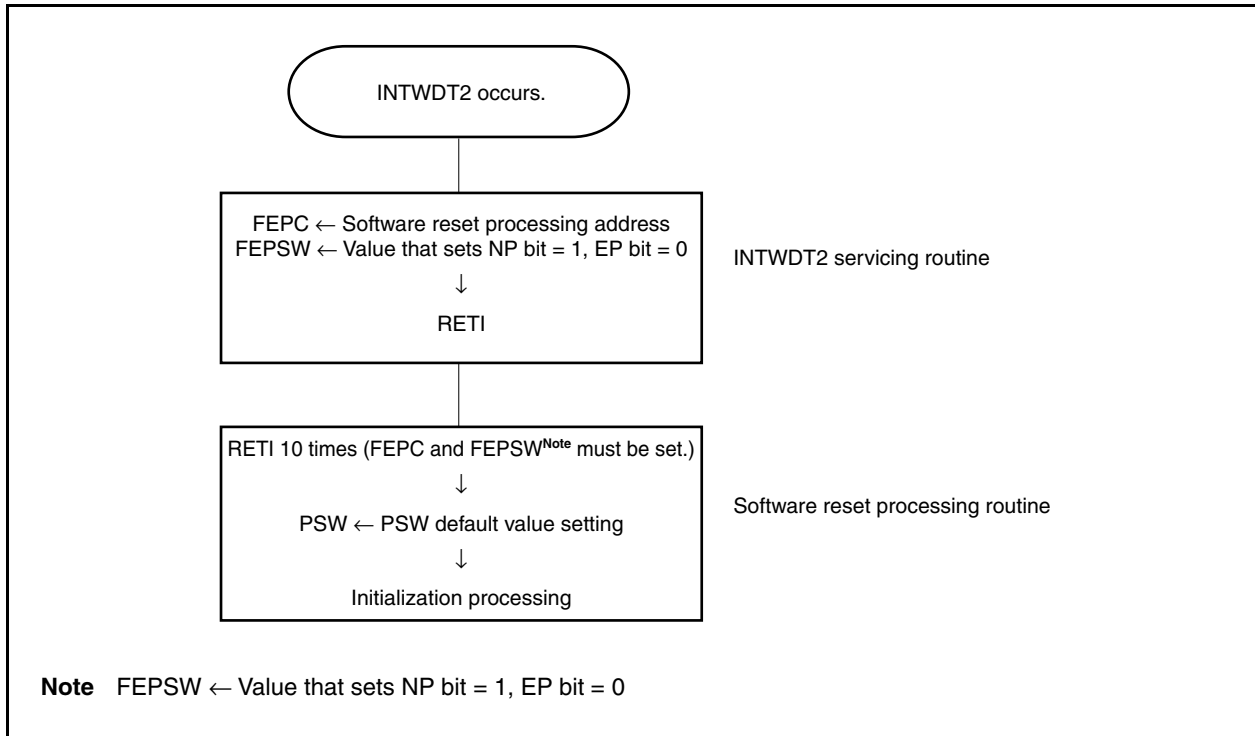 INTWDT2 occurs.
FEPC ← Software reset processing address
FEPSW ← Value that sets NP bit = 1, EP bit = 0
↓
RETI
INTWDT2 servicing routine
RETI 10 times (FEPC and FEPSWNote must be set.)
↓
PSW ← PSW default value setting
↓
Initialization processing
Software reset processing routine
Note FEPSW ← Value that sets NP bit = 1, EP bit = 0